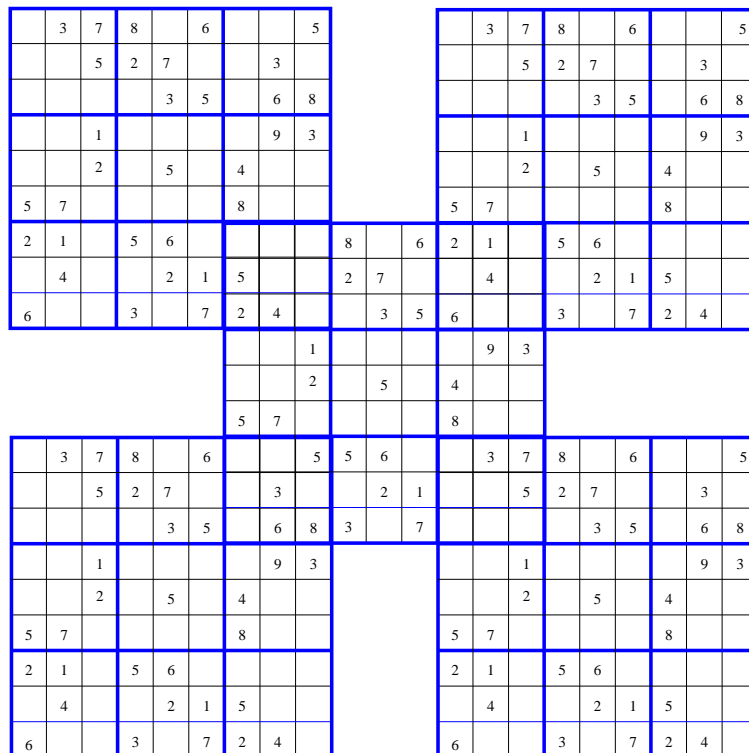 3 7 8 6 5 3 7 8 6 5
5 2 7 3 5 2 7 3
3 5 6 8 3 5 6 8
1 9 3 1 9 3
2 5 4 2 5 4
5 7 8 5 7 8
2 1 5 6 8 6 2 1 5 6
4 2 1 5 2 7 4 2 1 5
6 3 7 2 4 3 5 6 3 7 2 4
1 9 3
2 5 4
5 7 8
3 7 8 6 5 5 6 3 7 8 6 5
5 2 7 3 2 1 5 2 7 3
3 5 6 8 3 7 3 5 6 8
1 9 3 1 9 3
2 5 4 2 5 4
5 7 8 5 7 8
2 1 5 6 2 1 5 6
4 2 1 5 4 2 1 5
6 3 7 2 4 6 3 7 2 4